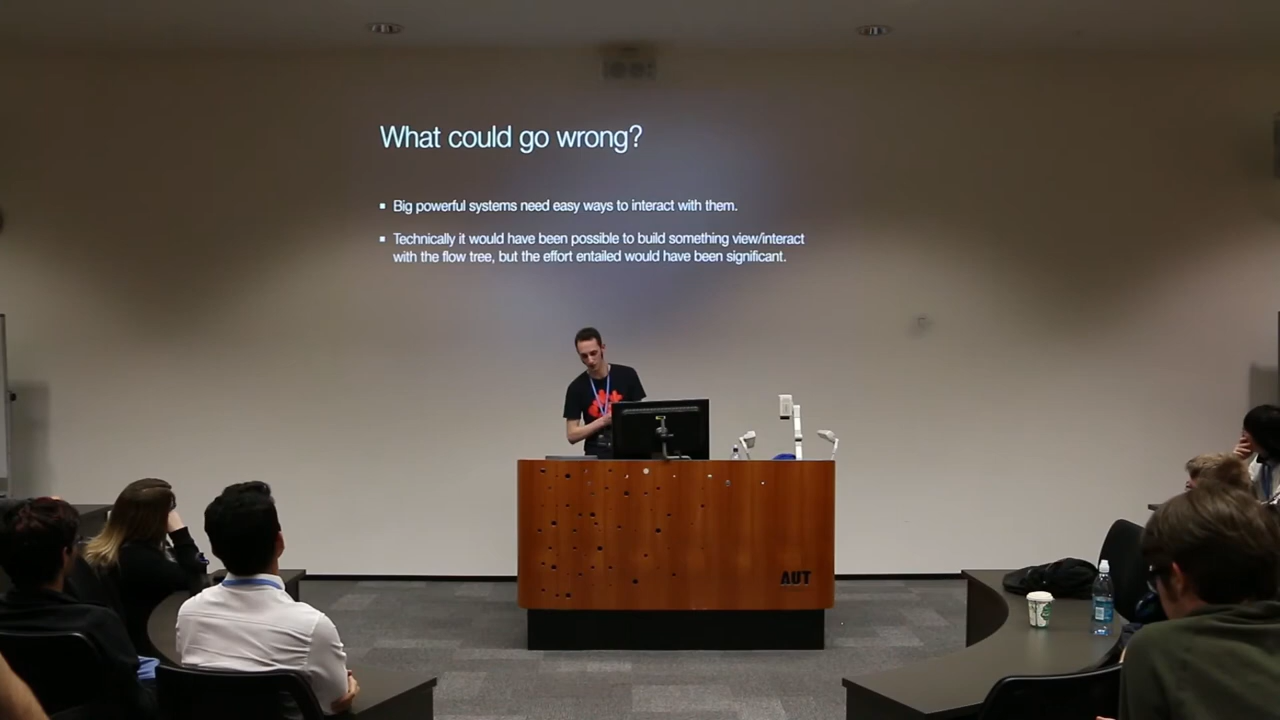 What could go wrong?
Big powerful systems need easy ways to interact with them.
Technically it would have been possible to build something view/interact
with the flow tree, but the effort entailed would have been significant.
AUT